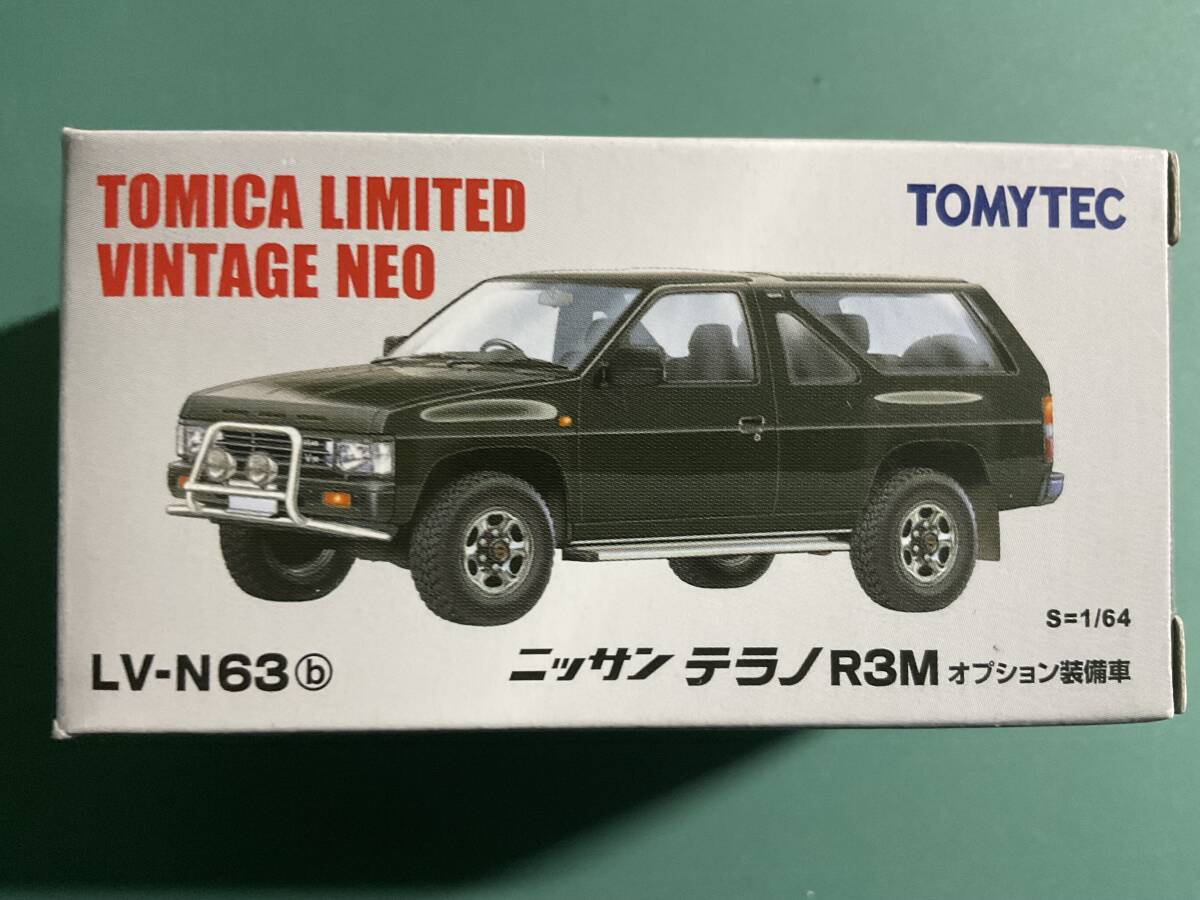 TOMICA LIMITED
VINTAGE NEO
TOMYTEC
S=1/64
LV-N63ⓑ
ニッサン テラノ R3M オプション装備車